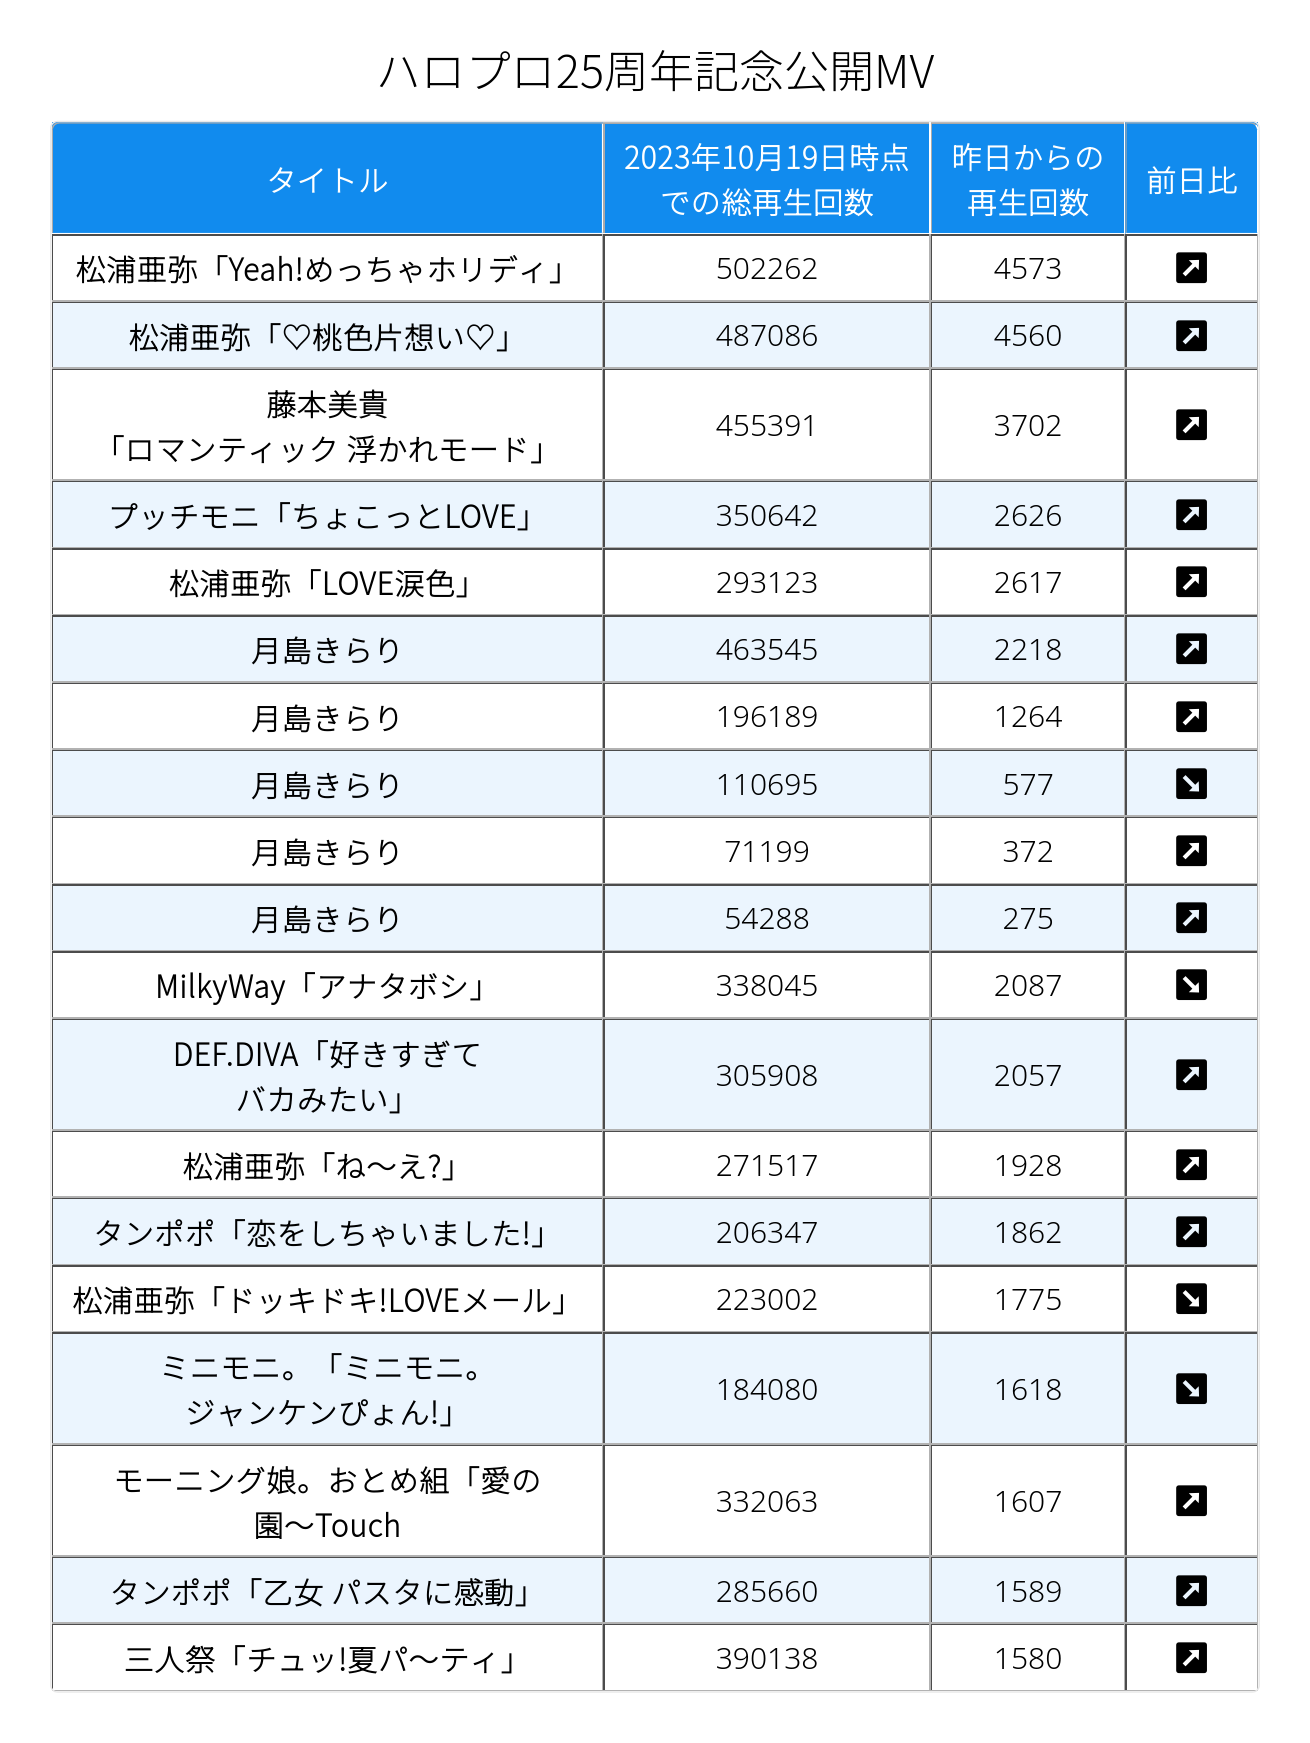 ハロプロ25周年記念公開MV
タイトル
2023年10月19日時点
での総再生回数
昨日からの
再生回数
前日比
松浦亜弥「Yeah!めっちゃホリディ」 502262 4573
松浦亜弥「♡桃色片想い♡」 487086 4560
藤本美貴
「ロマンティック 浮かれモード」 455391 3702
プッチモニ「ちょこっとLOVE」 350642 2626
松浦亜弥「LOVE涙色」 293123 2617
月島きらり 463545 2218
月島きらり 196189 1264
月島きらり 110695 577
月島きらり 71199 372
月島きらり 54288 275
MilkyWay「アナタボシ」 338045 2087
DEF.DIVA「好きすぎて
バカみたい」 305908 2057
松浦亜弥「ね〜え?」 271517 1928
タンポポ「恋をしちゃいました!」 206347 1862
松浦亜弥「ドッキドキ!LOVEメール」 223002 1775
ミニモニ。「ミニモニ。
ジャンケンぴょん!」 184080 1618
モーニング娘。おとめ組「愛の
園〜Touch 332063 1607
タンポポ「乙女 パスタに感動」 285660 1589
三人祭「チュッ!夏パ〜ティ」 390138 1580